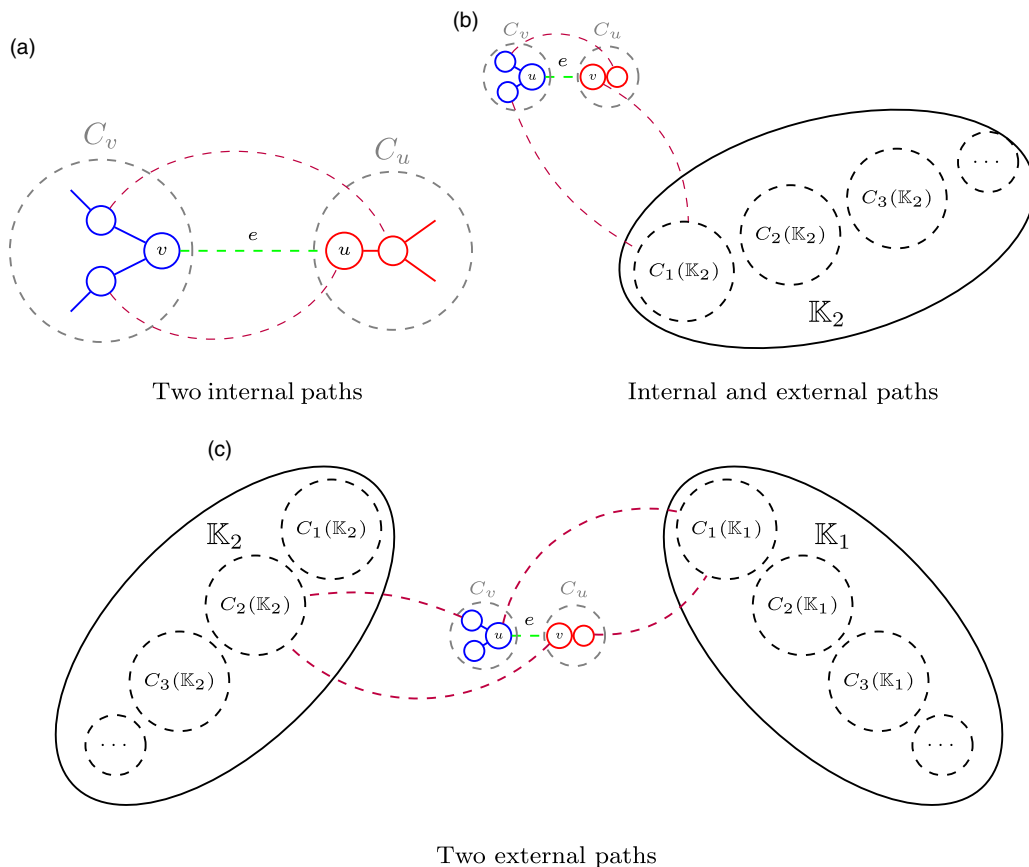 (a)
C_v
C_u
v
e
u
Two internal paths
(b)
C_v
C_u
u
e
v
C_1(𝕂_2)
C_2(𝕂_2)
C_3(𝕂_2)
···
𝕂_2
Internal and external paths
(c)
𝕂_2
C_1(𝕂_2)
C_2(𝕂_2)
C_3(𝕂_2)
···
C_v
C_u
u
e
v
C_1(𝕂_1)
𝕂_1
C_2(𝕂_1)
C_3(𝕂_1)
···
Two external paths